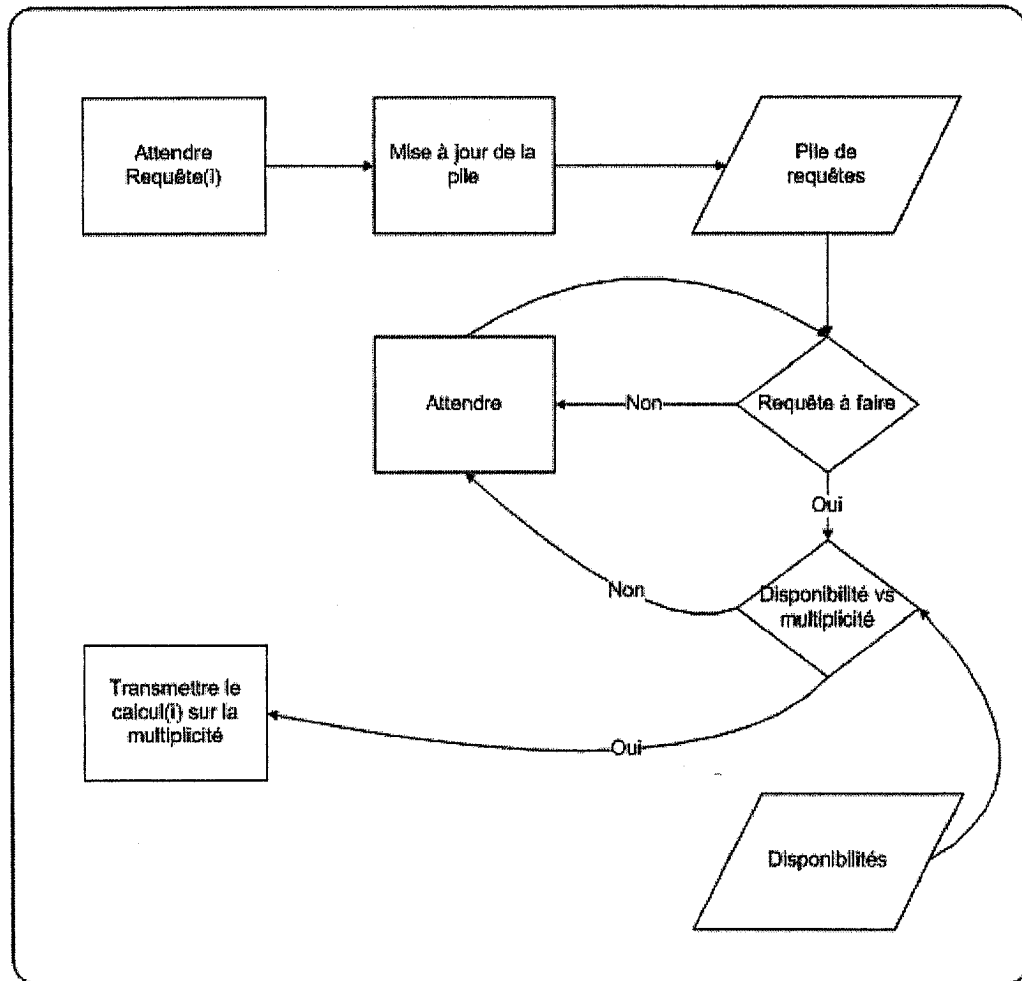 Attendre
Requête(i)
Mise à jour de la
pile
Pile de
requêtes
Attendre
Non
Requête à faire
Oui
Non
Disponibilité vs
multiplicité
Transmettre le
calcul(i) sur la
multiplicité
Oui
Disponibilités